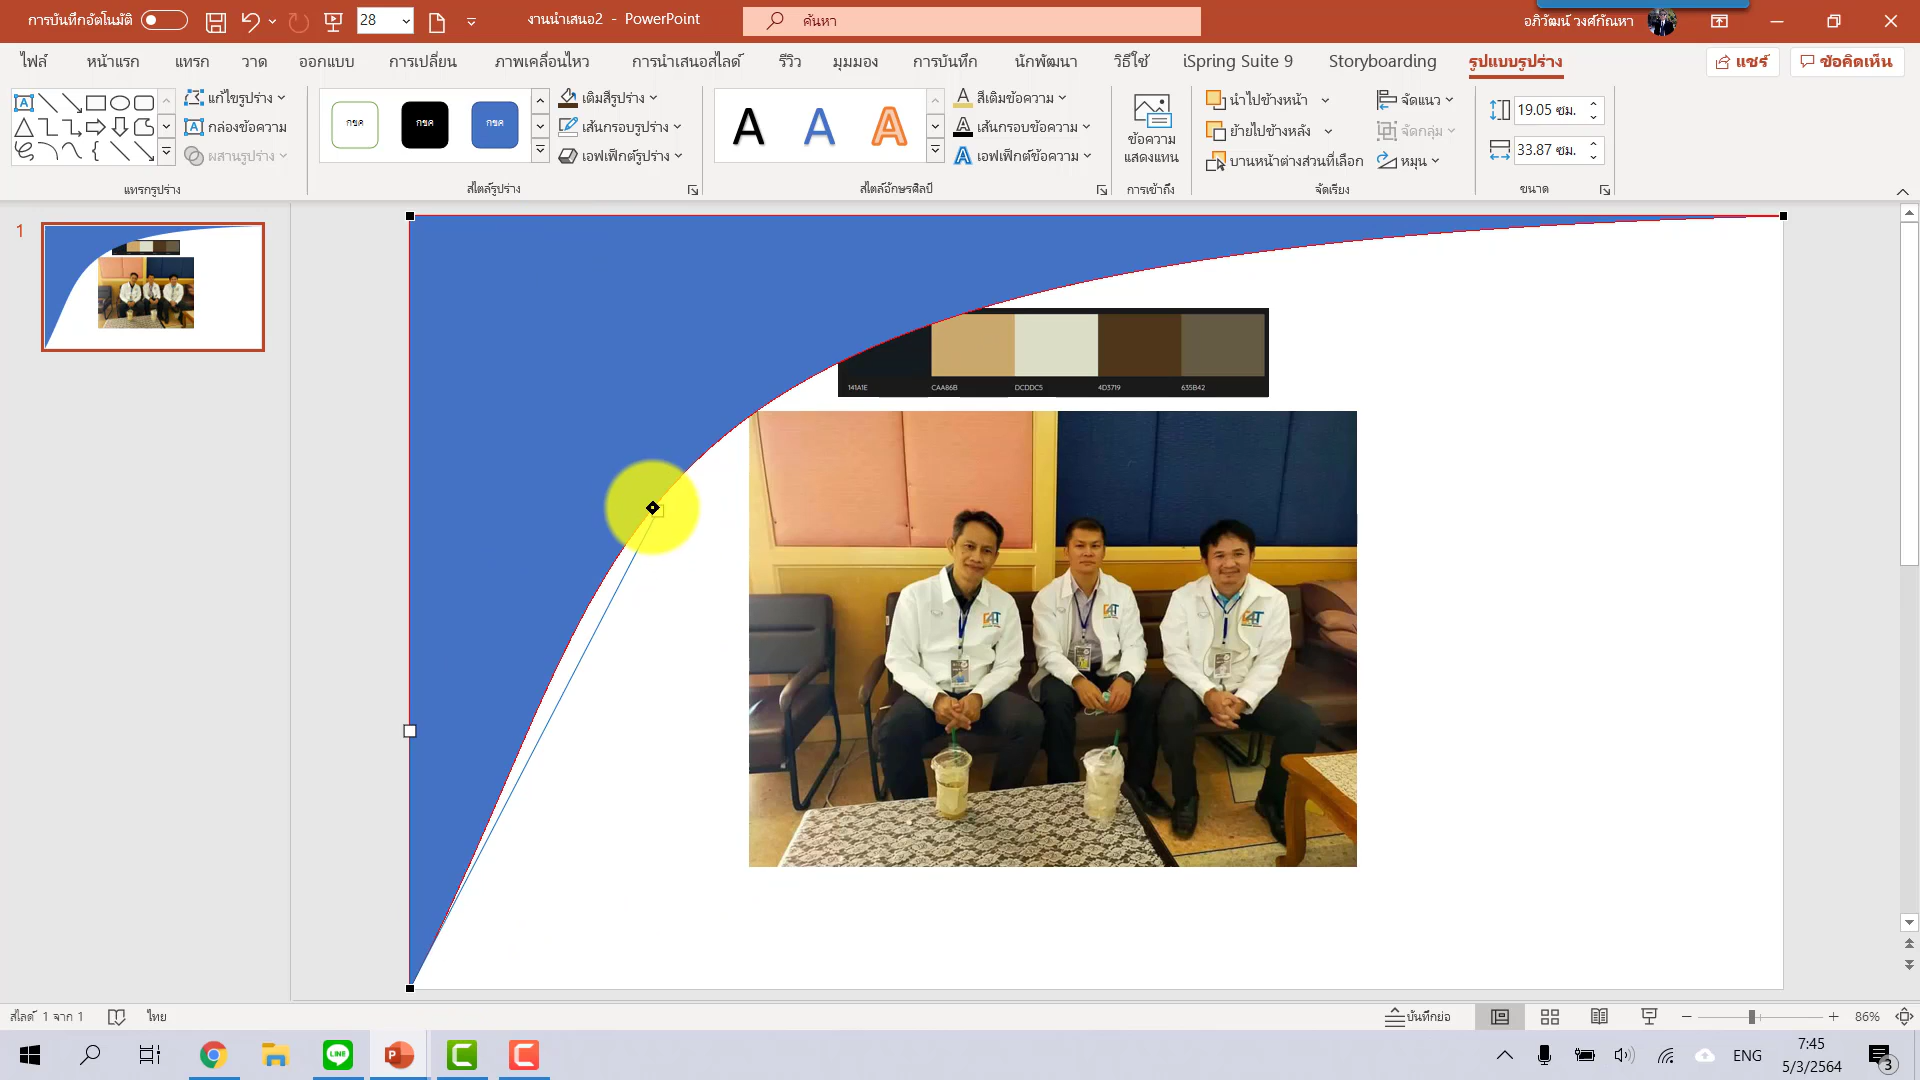 การบันทึกอัตโนมัติ
28
งานนำเสนอ2 - PowerPoint
ค้นหา
อภิวัฒน์ วงศ์กัณหา
ไฟล์ หน้าแรก แทรก วาด ออกแบบ การเปลี่ยน ภาพเคลื่อนไหว การนำเสนอสไลด์ รีวิว มุมมอง การบันทึก นักพัฒนา วิธีใช้ iSpring Suite 9 Storyboarding รูปแบบรูปร่าง
แชร์
ข้อคิดเห็น
แก้ไขรูปร่าง
กล่องข้อความ
ผสานรูปร่าง
แทรกรูปร่าง
กขค กขค กขค
เติมสีรูปร่าง
เส้นกรอบรูปร่าง
เอฟเฟ็กต์รูปร่าง
สไตล์รูปร่าง
A A A
สีเติมข้อความ
เส้นกรอบข้อความ
เอฟเฟ็กต์ข้อความ
สไตล์อักษรศิลป์
ข้อความ
แสดงแทน
การเข้าถึง
นำไปข้างหน้า
ย้ายไปข้างหลัง
บานหน้าต่างส่วนที่เลือก
จัดแนว
จัดกลุ่ม
หมุน
จัดเรียง
19.05 ซม.
33.87 ซม.
ขนาด
1
141A1E CAA86B DCDDC5 4D3719 635B42
CAT CAT CAT
สไลด์ 1 จาก 1
ไทย
บันทึกย่อ
86%
LINE
ENG
7:45
5/3/2564
3